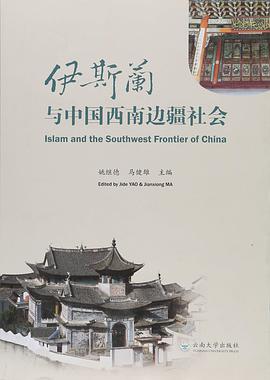 伊斯蘭
与中国西南边疆社会
Islam and the Southwest Frontier of China
姚继德 马健雄 主编
Edited by Jide YAO & Jianxiong MA
云南大学出版社
YUNNAN UNIVERSITY PRESS